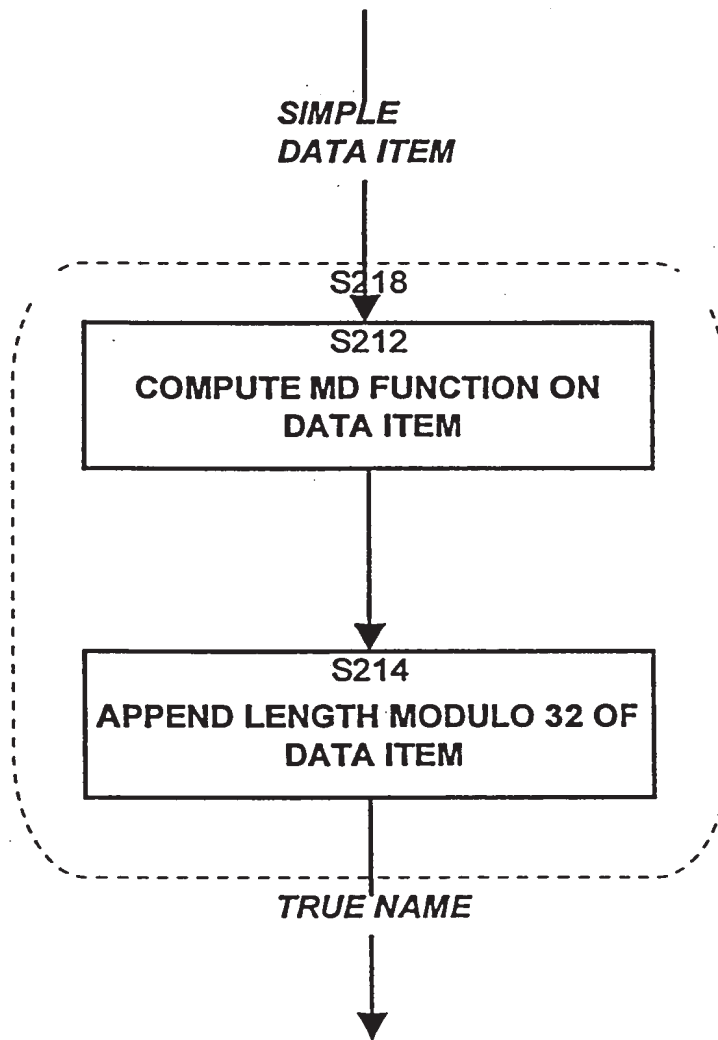 SIMPLE
DATA ITEM
S218
S212
COMPUTE MD FUNCTION ON
DATA ITEM
S214
APPEND LENGTH MODULO 32 OF
DATA ITEM
TRUE NAME